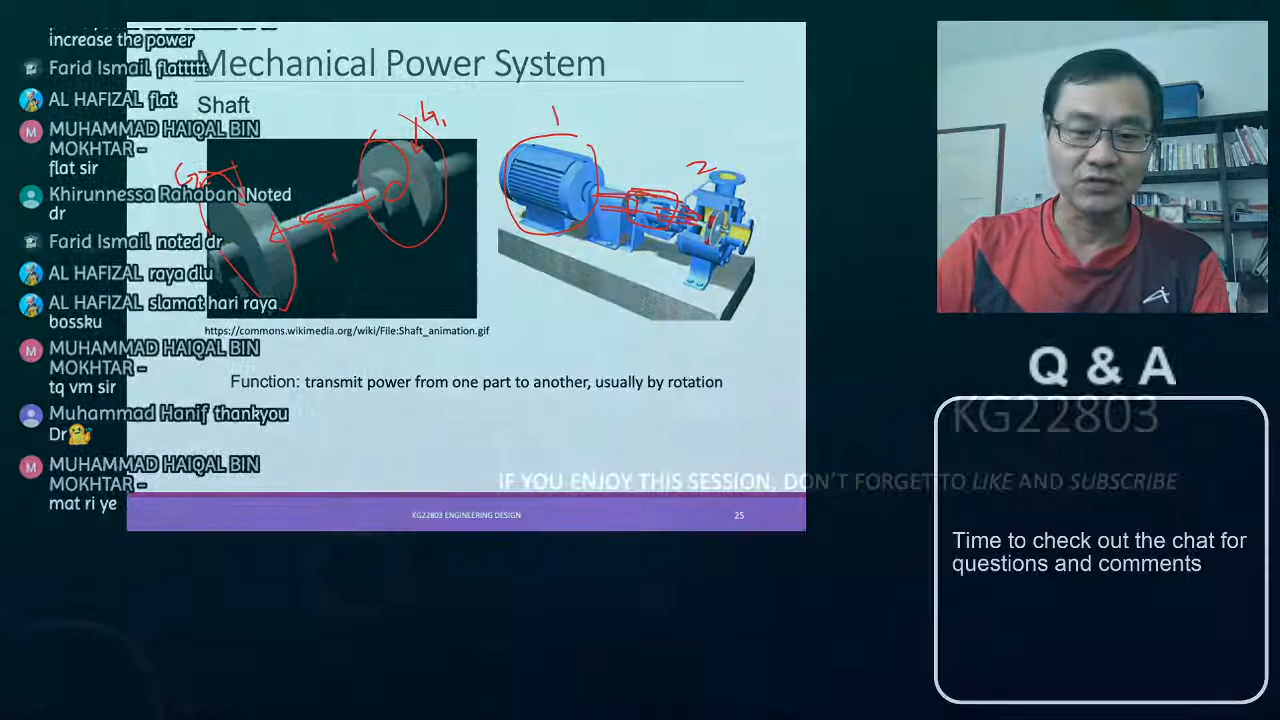 increase the power
Farid Ismail flattttt
AL HAFIZAL flat
MUHAMMAD HAIQAL BIN
MOKHTAR -
flat sir
Khirunnessa Rahaban Noted
dr
Farid Ismail noted dr
AL HAFIZAL raya dlu
AL HAFIZAL slamat hari raya
bossku
MUHAMMAD HAIQAL BIN
MOKHTAR -
tq vm sir
Muhammad Hanif thankyou
Dr
MUHAMMAD HAIQAL BIN
MOKHTAR -
mat ri ye
Mechanical Power System
Shaft
G1
1
2
https://commons.wikimedia.org/wiki/File:Shaft_animation.gif
Function: transmit power from one part to another, usually by rotation
KG22803 ENGINEERING DESIGN
25
IF YOU ENJOY THIS SESSION, DON'T FORGET TO LIKE AND SUBSCRIBE
Q & A
KG22803
Time to check out the chat for
questions and comments